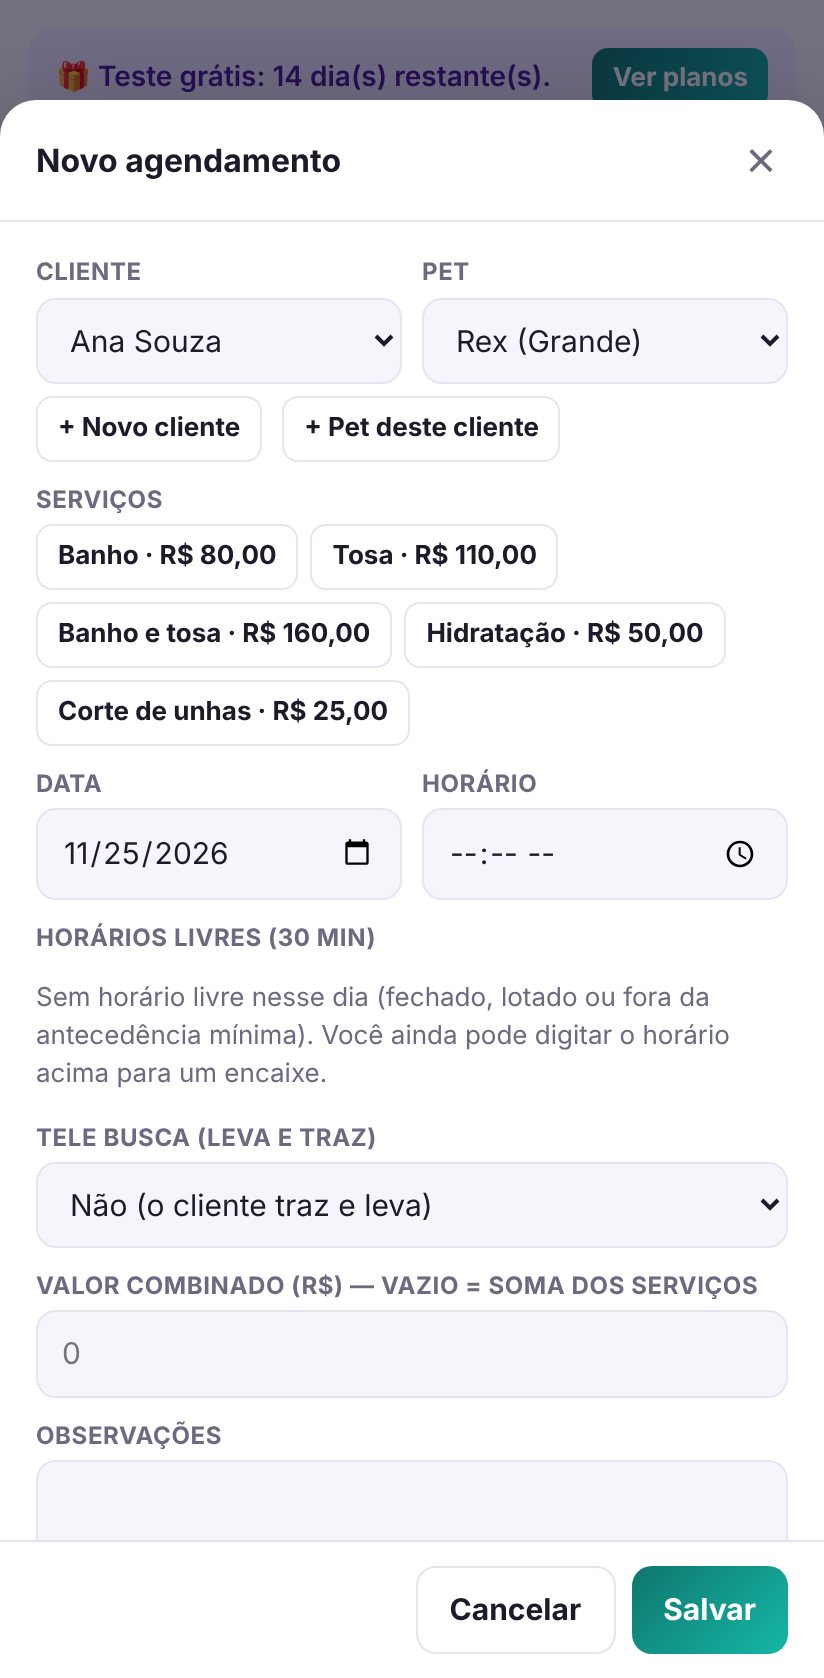 🎁 Teste grátis: 14 dia(s) restante(s).
Ver planos
Novo agendamento
CLIENTE
PET
Ana Souza
Rex (Grande)
+ Novo cliente
+ Pet deste cliente
SERVIÇOS
Banho · R$ 80,00
Tosa · R$ 110,00
Banho e tosa · R$ 160,00
Hidratação · R$ 50,00
Corte de unhas · R$ 25,00
DATA
HORÁRIO
11/25/2026
--:-- --
HORÁRIOS LIVRES (30 MIN)
Sem horário livre nesse dia (fechado, lotado ou fora da
antecedência mínima). Você ainda pode digitar o horário
acima para um encaixe.
TELE BUSCA (LEVA E TRAZ)
Não (o cliente traz e leva)
VALOR COMBINADO (R$) — VAZIO = SOMA DOS SERVIÇOS
0
OBSERVAÇÕES
Cancelar
Salvar